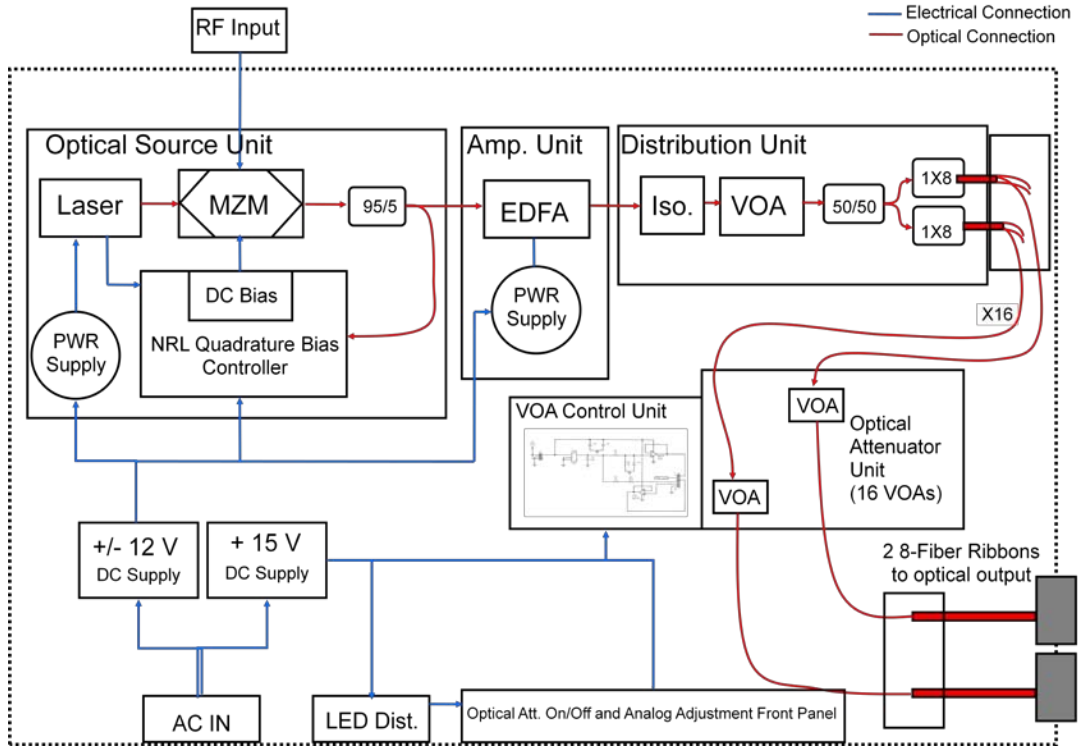 Electrical Connection
Optical Connection
RF Input
Optical Source Unit
Amp. Unit
Distribution Unit
Laser
MZM
95/5
EDFA
Iso.
VOA
50/50
1X8
1X8
DC Bias
NRL Quadrature Bias
Controller
PWR
Supply
PWR
Supply
X16
VOA Control Unit
VOA
Optical
Attenuator
Unit
(16 VOAs)
VOA
+/- 12 V
DC Supply
+ 15 V
DC Supply
2 8-Fiber Ribbons
to optical output
AC IN
LED Dist.
Optical Att. On/Off and Analog Adjustment Front Panel